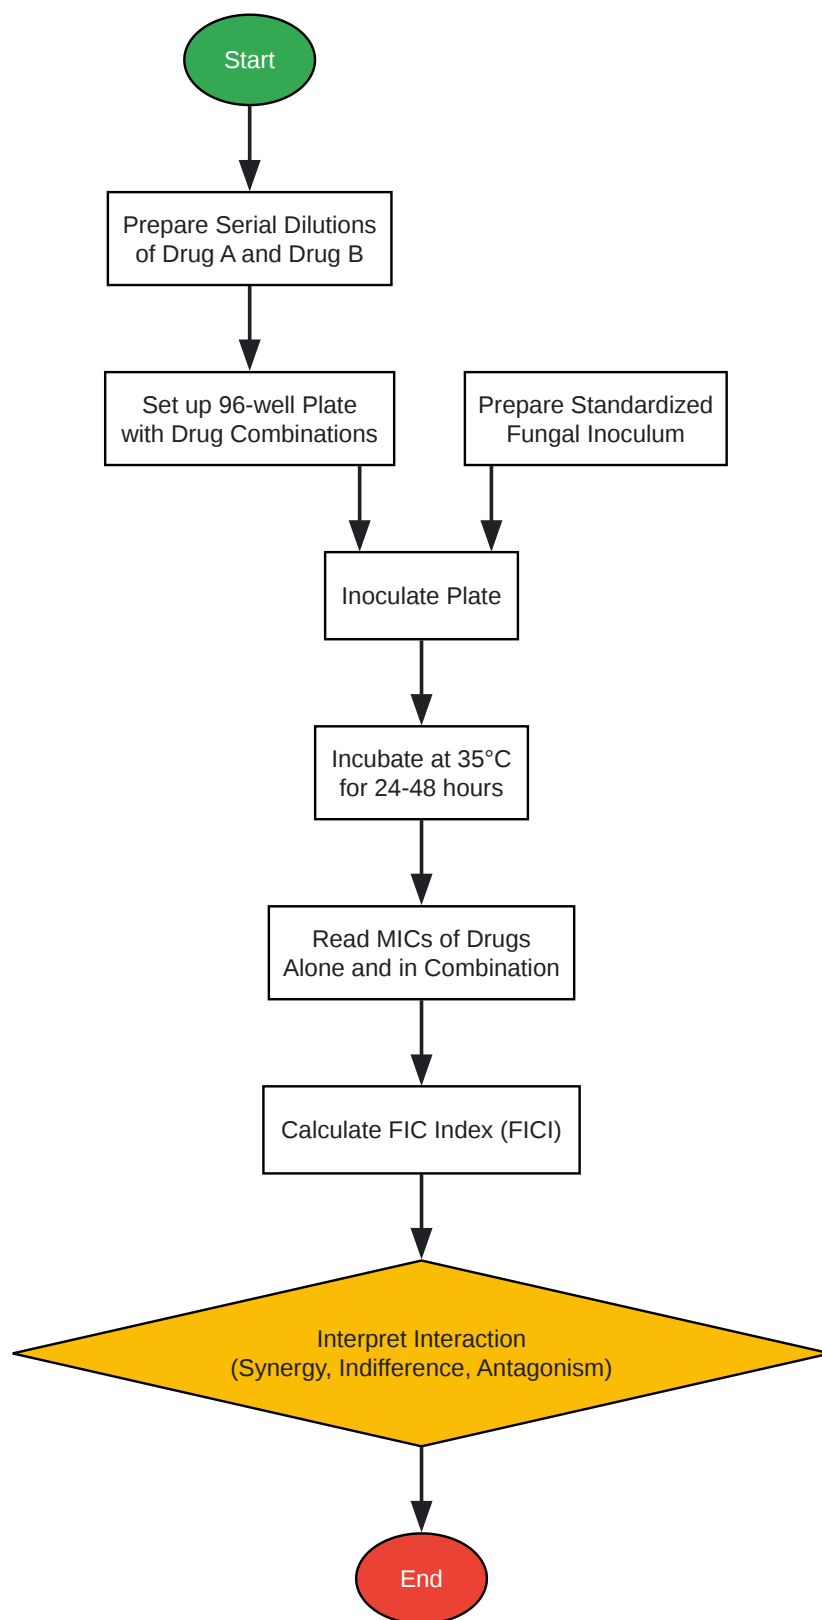 Start
Prepare Serial Dilutions
of Drug A and Drug B
Set up 96-well Plate
with Drug Combinations
Prepare Standardized
Fungal Inoculum
Inoculate Plate
Incubate at 35°C
for 24-48 hours
Read MICs of Drugs
Alone and in Combination
Calculate FIC Index (FICI)
Interpret Interaction
(Synergy, Indifference, Antagonism)
End